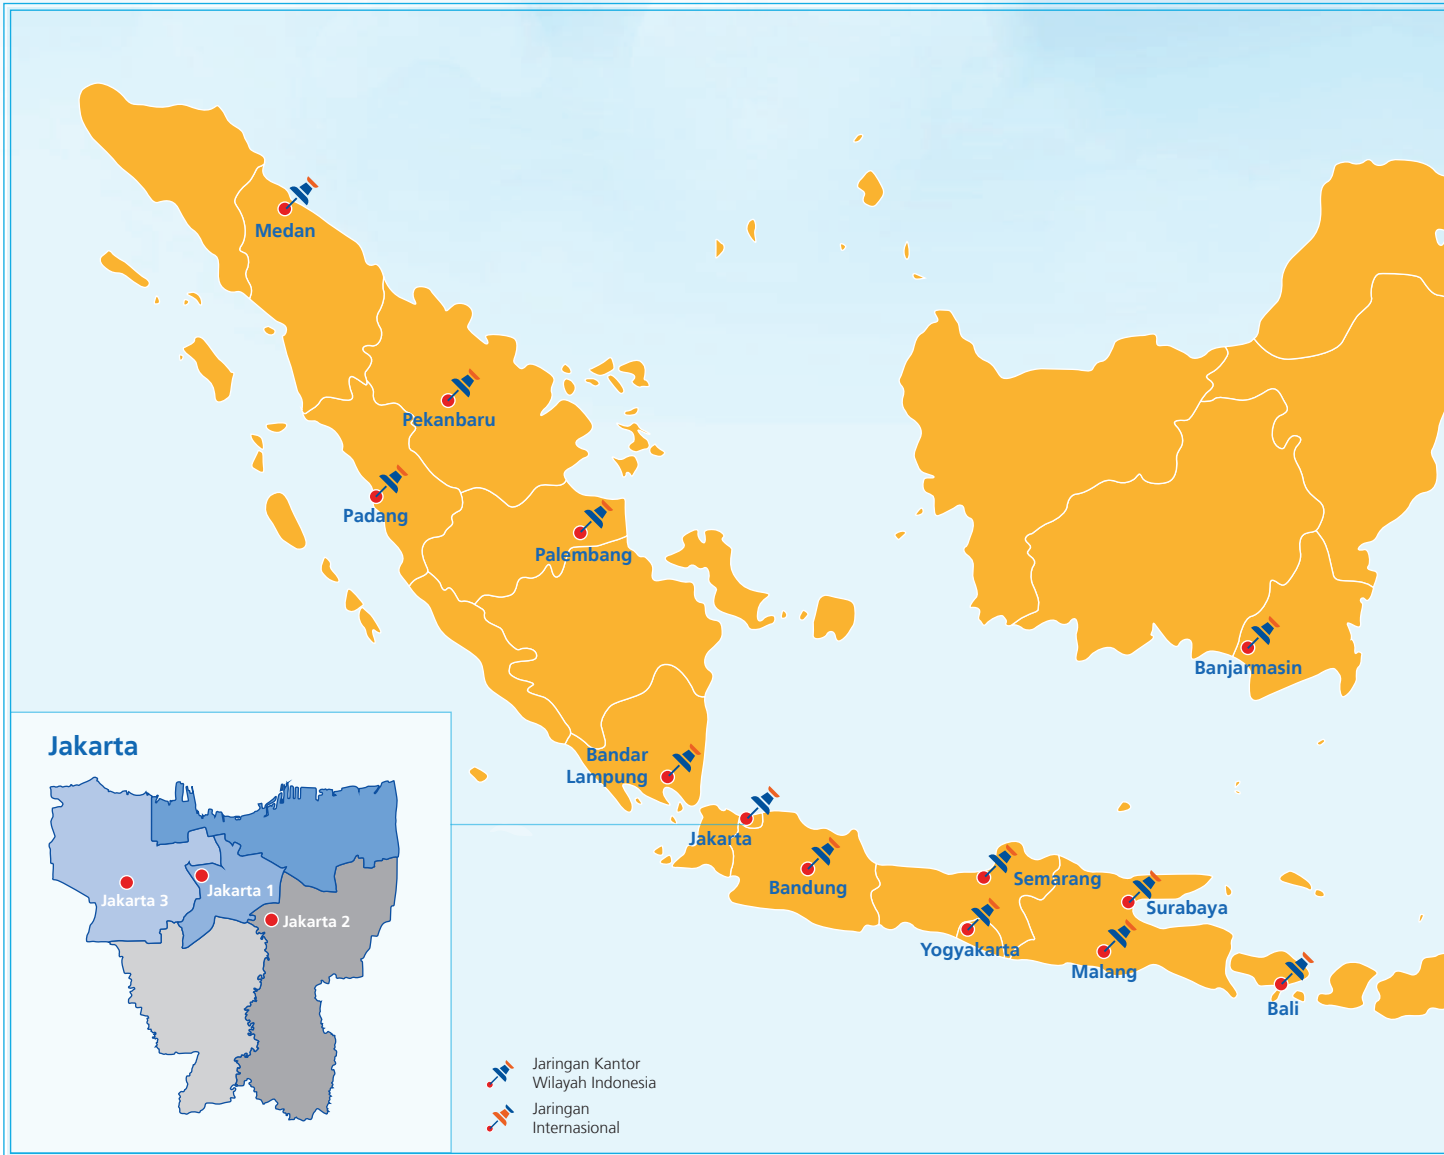 Medan
Pekanbaru
Padang
Palembang
Banjarmasin
Bandar
Lampung
Jakarta
Bandung
Semarang
Surabaya
Yogyakarta
Malang
Bali
Jakarta
Jakarta 3
Jakarta 1
Jakarta 2
Jaringan Kantor
Wilayah Indonesia
Jaringan
Internasional